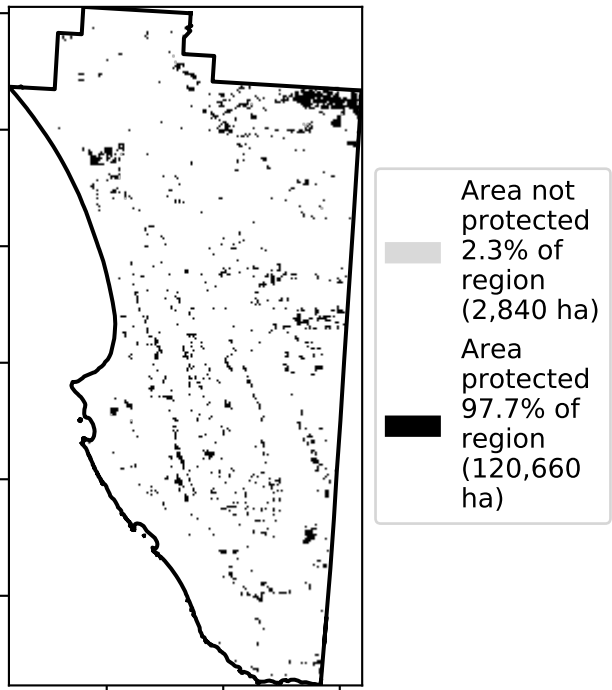 Area not
protected
2.3% of
region
(2,840 ha)
Area
protected
97.7% of
region
(120,660
ha)